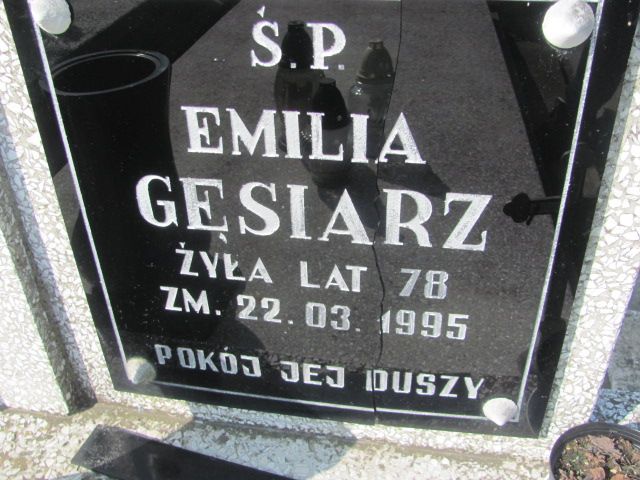 Ś.P.
EMILIA
GĘSIARZ
ŻYŁA LAT 78
ZM. 22.03.1995
POKÓJ JEJ DUSZY